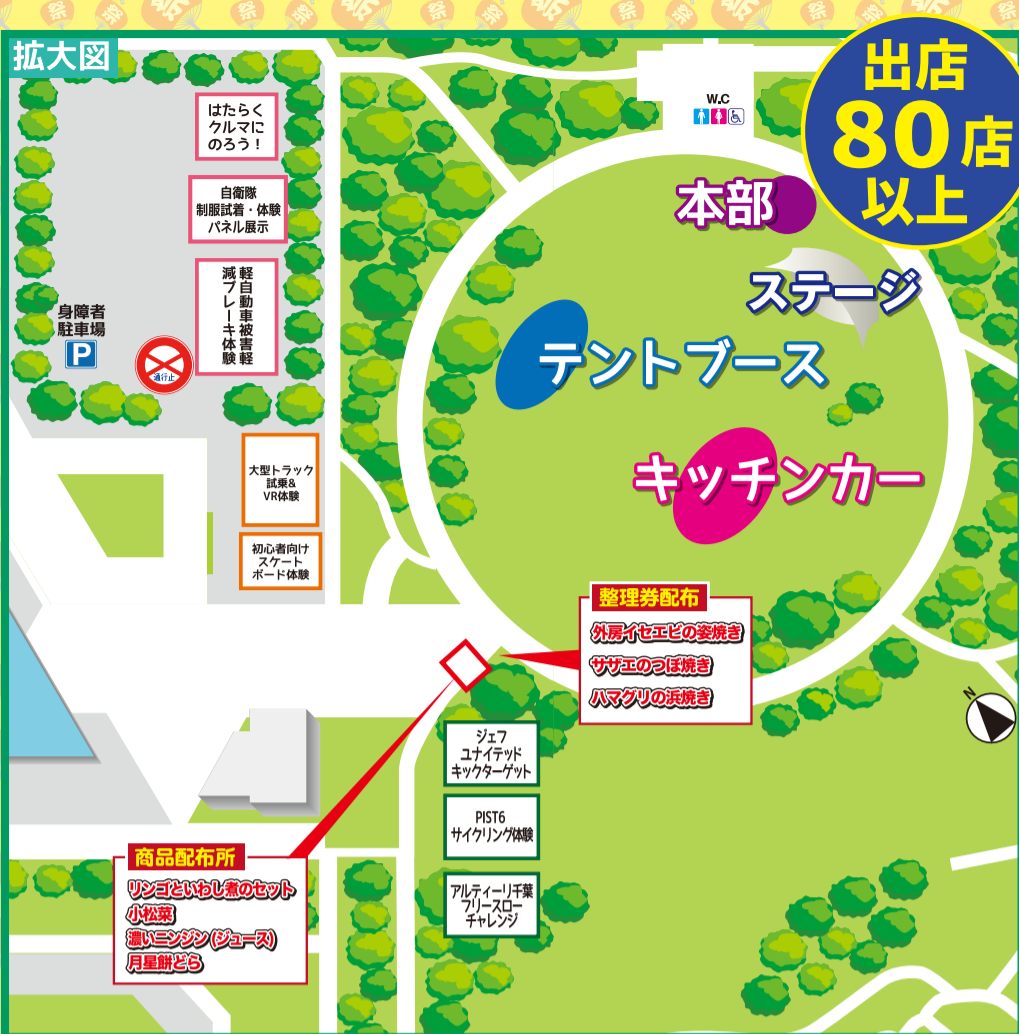 拡大図
出店
80店
以上
はたらく
クルマに
のろう！
自衛隊
制服試着・体験
パネル展示
軽自動車被害軽
減ブレーキ体験
身障者
駐車場
P
通行止
W.C
本部
ステージ
テントブース
キッチンカー
大型トラック
試乗&
VR体験
初心者向け
スケート
ボード体験
整理券配布
外房イセエビの姿焼き
サザエのつぼ焼き
ハマグリの浜焼き
N
ジェフ
ユナイテッド
キックターゲット
PIST6
サイクリング体験
アルティーリ千葉
フリースロー
チャレンジ
商品配布所
リンゴといわし煮のセット
小松菜
濃いニンジン(ジュース)
月星餅どら